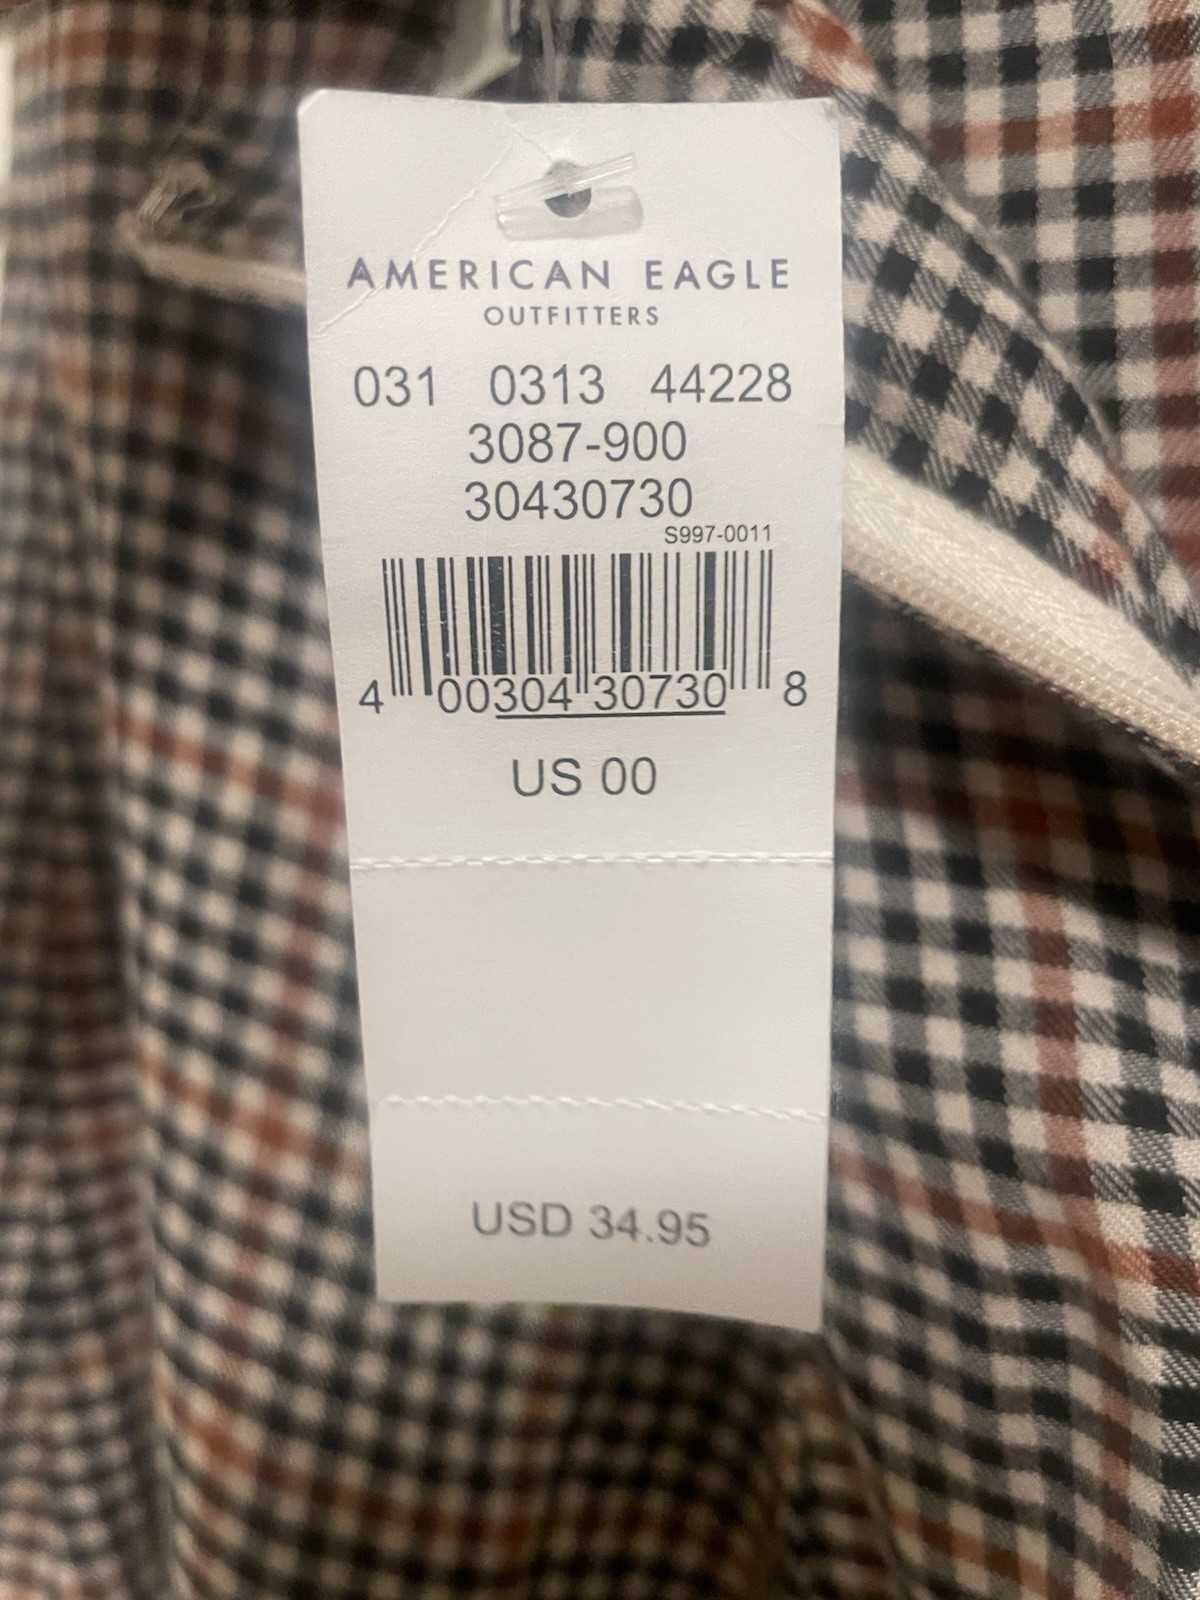 AMERICAN EAGLE
OUTFITTERS
031 0313 44228
3087-900
30430730
S997-0011
4 00304 30730 8
US 00
USD 34.95